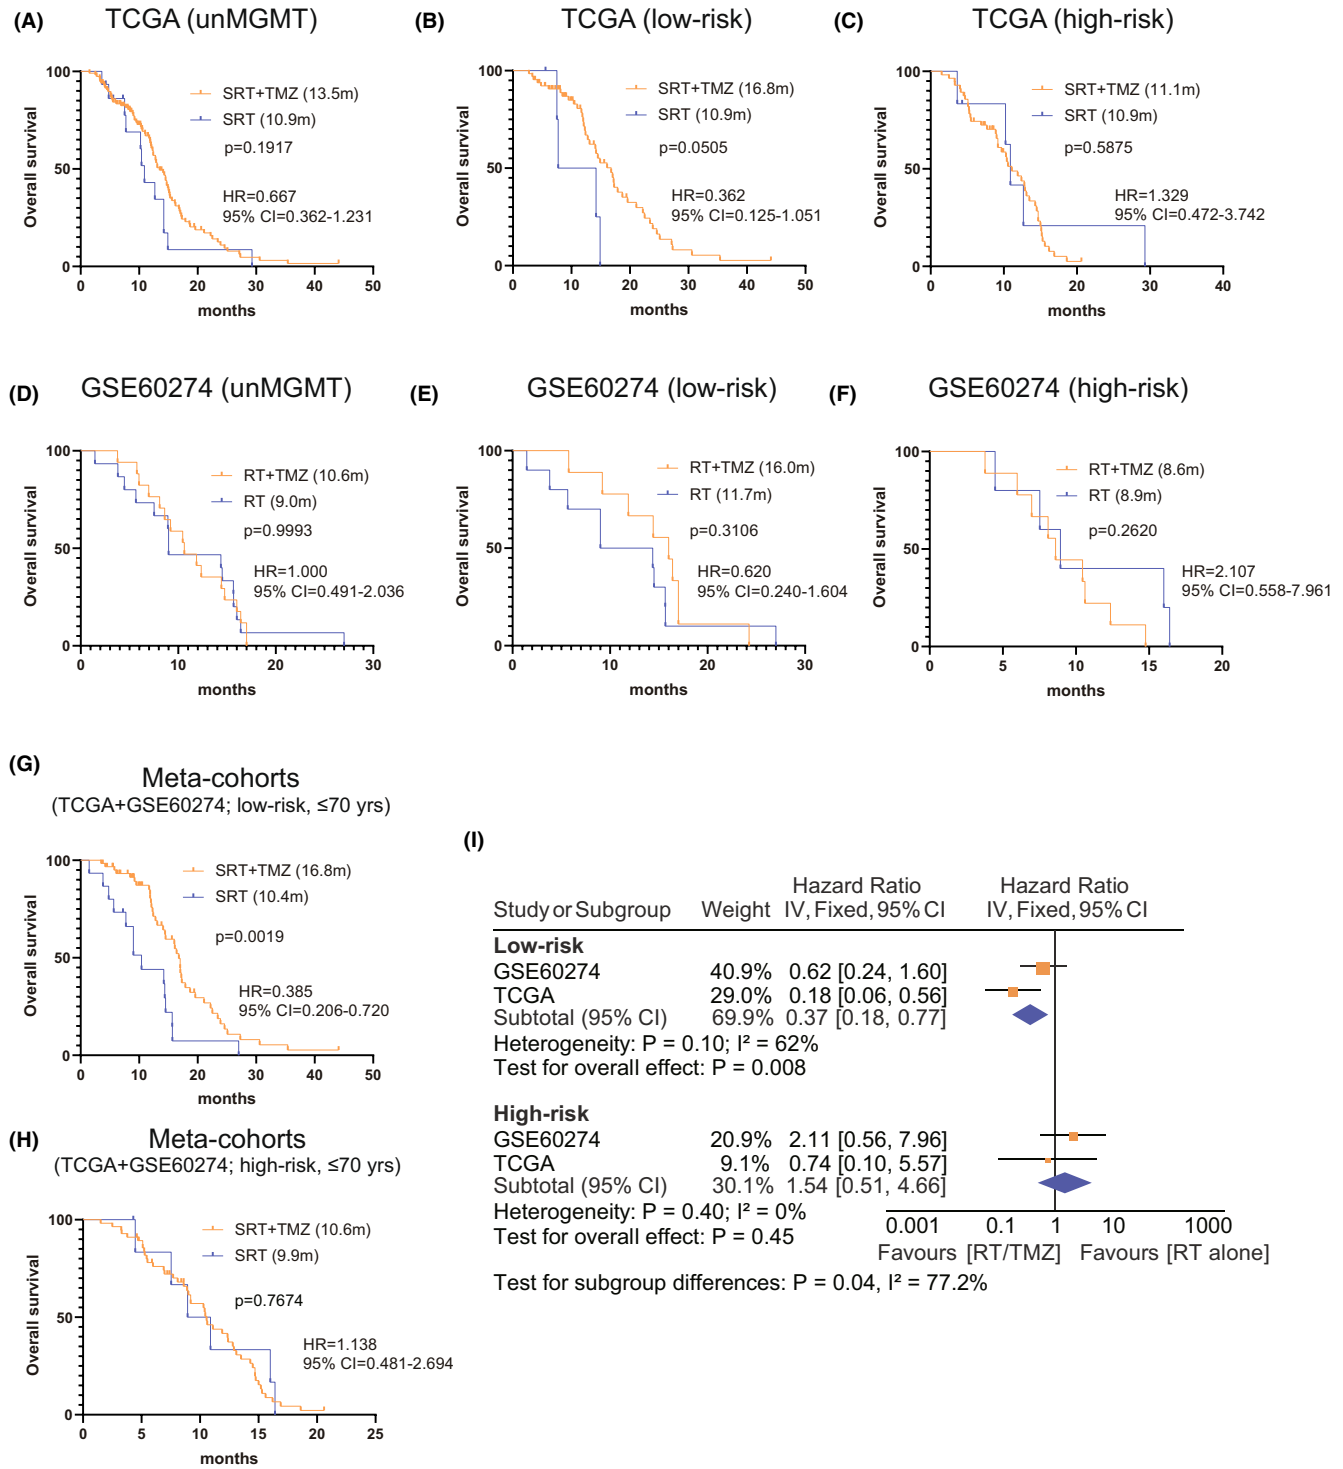 (A) TCGA (unMGMT)
100
50
0
Overall survival
SRT+TMZ (13.5m)
SRT (10.9m)
p=0.1917
HR=0.667
95% CI=0.362-1.231
0 10 20 30 40 50
months
(B) TCGA (low-risk)
100
50
0
Overall survival
SRT+TMZ (16.8m)
SRT (10.9m)
p=0.0505
HR=0.362
95% CI=0.125-1.051
0 10 20 30 40 50
months
(C) TCGA (high-risk)
100
50
0
Overall survival
SRT+TMZ (11.1m)
SRT (10.9m)
p=0.5875
HR=1.329
95% CI=0.472-3.742
0 10 20 30 40
months
(D) GSE60274 (unMGMT)
100
50
0
Overall survival
RT+TMZ (10.6m)
RT (9.0m)
p=0.9993
HR=1.000
95% CI=0.491-2.036
0 10 20 30
months
(E) GSE60274 (low-risk)
100
50
0
Overall survival
RT+TMZ (16.0m)
RT (11.7m)
p=0.3106
HR=0.620
95% CI=0.240-1.604
0 10 20 30
months
(F) GSE60274 (high-risk)
100
50
0
Overall survival
RT+TMZ (8.6m)
RT (8.9m)
p=0.2620
HR=2.107
95% CI=0.558-7.961
0 5 10 15 20
months
(G)
Meta-cohorts
(TCGA+GSE60274; low-risk, ≤70 yrs)
100
50
0
Overall survival
SRT+TMZ (16.8m)
SRT (10.4m)
p=0.0019
HR=0.385
95% CI=0.206-0.720
0 10 20 30 40 50
months
(H) Meta-cohorts
(TCGA+GSE60274; high-risk, ≤70 yrs)
100
50
0
Overall survival
SRT+TMZ (10.6m)
SRT (9.9m)
p=0.7674
HR=1.138
95% CI=0.481-2.694
0 5 10 15 20 25
months
(I)
Hazard Ratio Hazard Ratio
Study or Subgroup Weight IV, Fixed, 95% CI IV, Fixed, 95% CI
Low-risk
GSE60274 40.9% 0.62 [0.24, 1.60]
TCGA 29.0% 0.18 [0.06, 0.56]
Subtotal (95% CI) 69.9% 0.37 [0.18, 0.77]
Heterogeneity: P = 0.10; I² = 62%
Test for overall effect: P = 0.008
High-risk
GSE60274 20.9% 2.11 [0.56, 7.96]
TCGA 9.1% 0.74 [0.10, 5.57]
Subtotal (95% CI) 30.1% 1.54 [0.51, 4.66]
Heterogeneity: P = 0.40; I² = 0%
Test for overall effect: P = 0.45
0.001 0.1 1 10 1000
Favours [RT/TMZ] Favours [RT alone]
Test for subgroup differences: P = 0.04, I² = 77.2%